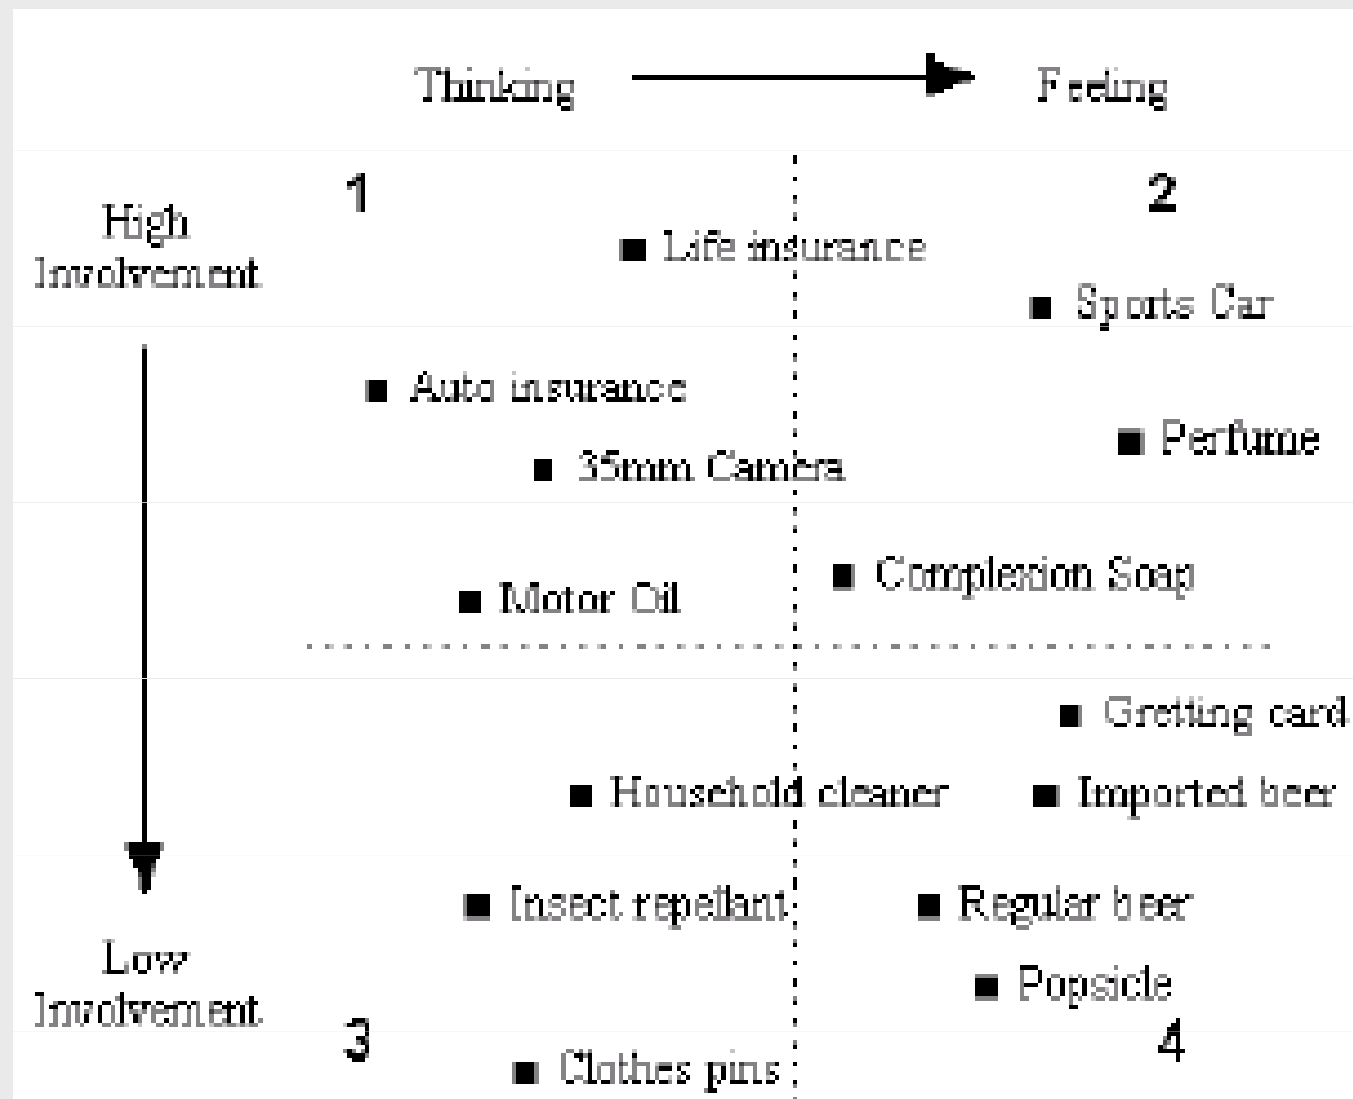 Thinking Feeling
1 2
High
Involvement
Life insurance
Sports Car
Auto insurance
Perfume
35mm Camera
Complexion Soap
Motor Oil
Gretting card
Household cleaner
Imported beer
Insect repellant
Regular beer
Low
Involvement
Popsicle
3 4
Clothes pins